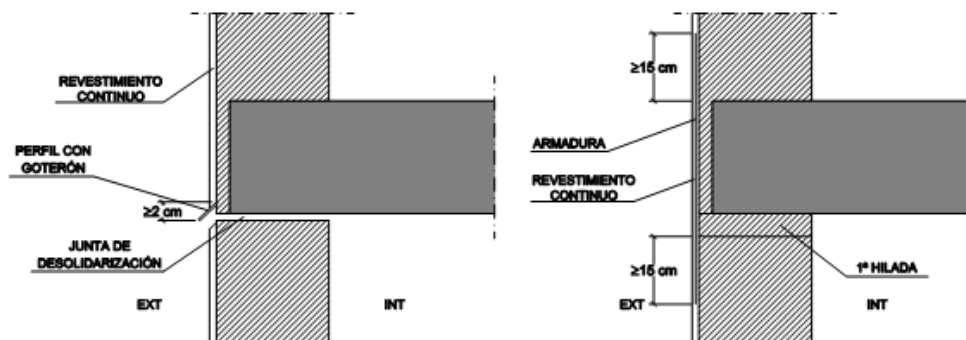 REVESTIMIENTO
CONTINUO
PERFIL CON
GOTERÓN
≥2 cm
JUNTA DE
DESOLIDARIZACIÓN
EXT
INT
≥15 cm
ARMADURA
REVESTIMIENTO
CONTINUO
≥15 cm
1ª HILADA
EXT
INT